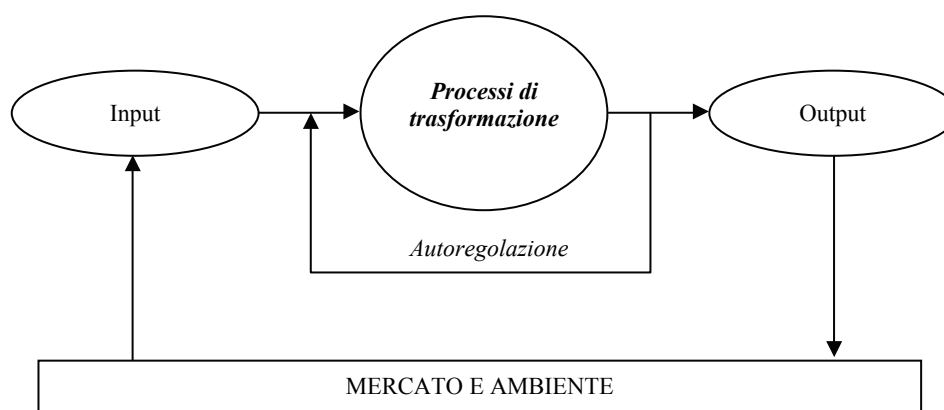 Input
Processi di
trasformazione
Output
Autoregolazione
MERCATO E AMBIENTE